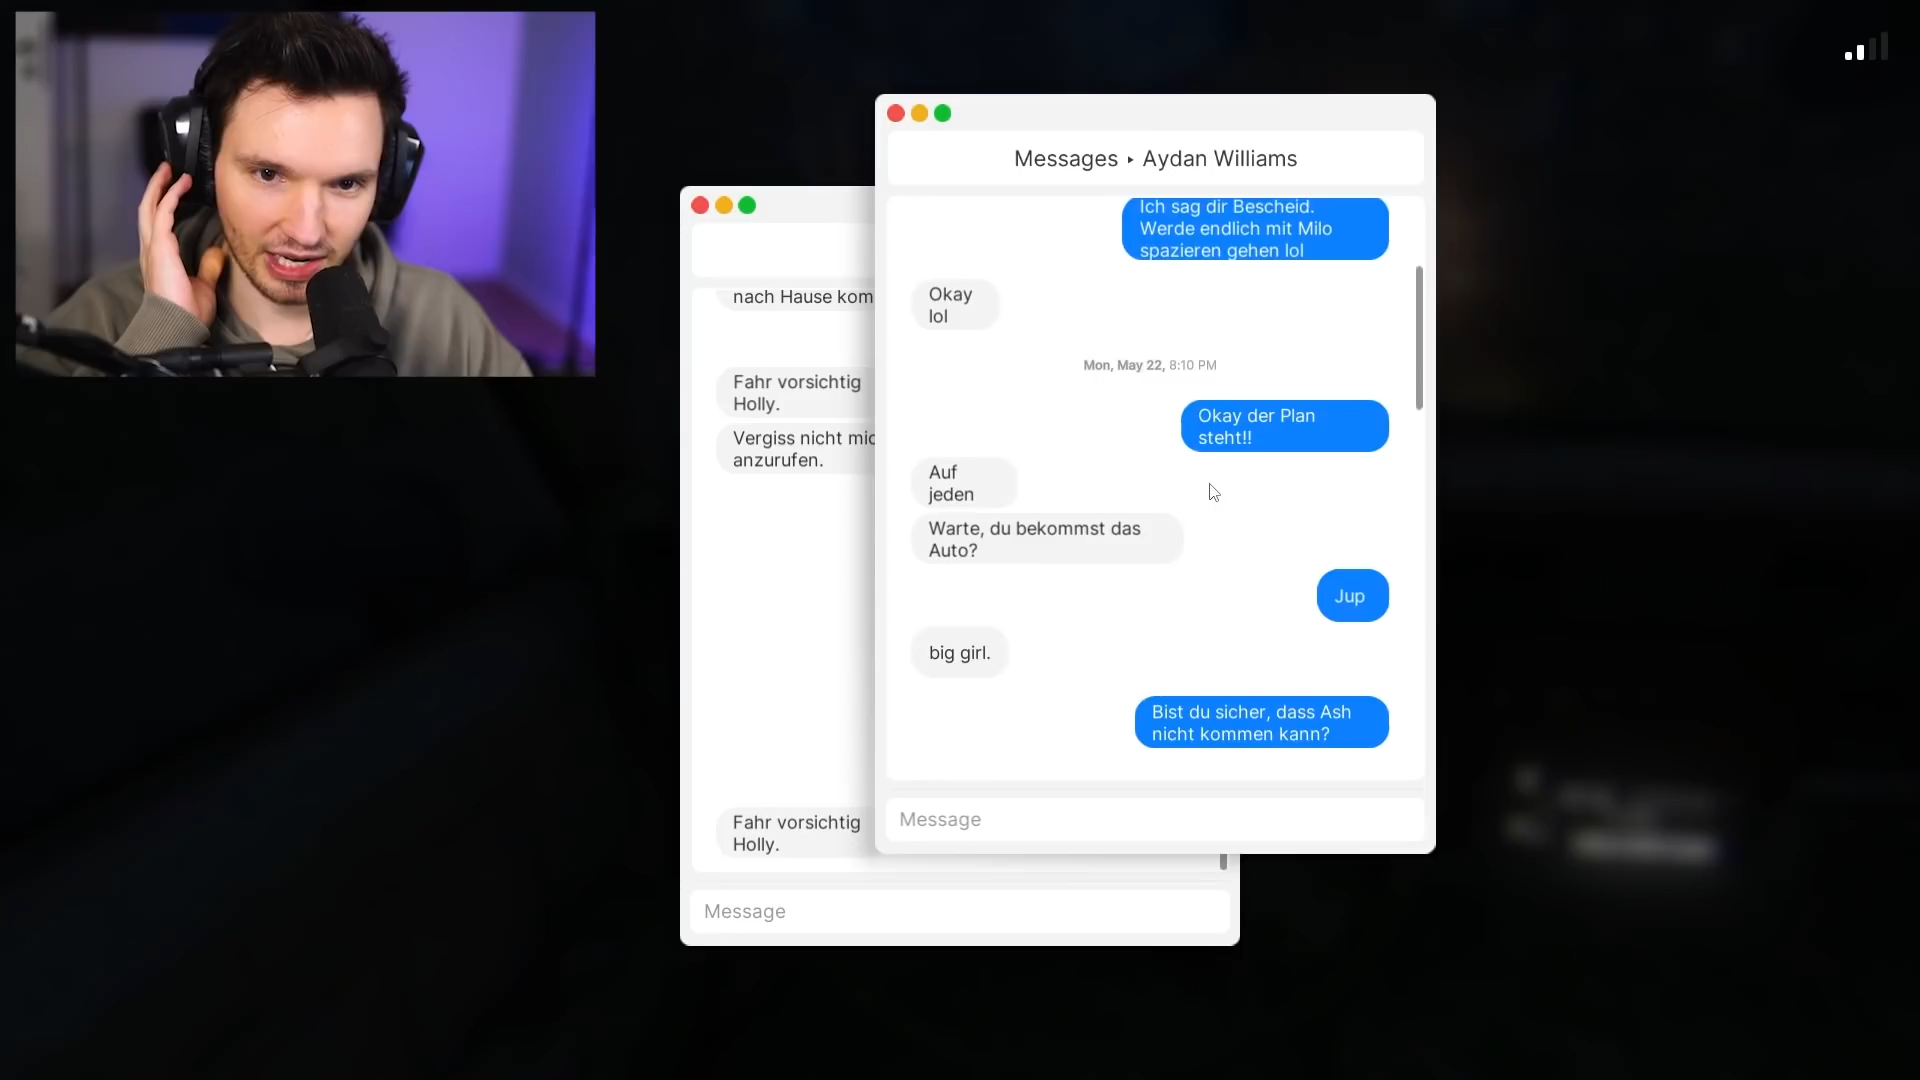 Messages ▸ Aydan Williams
Ich sag dir Bescheid.
Werde endlich mit Milo
spazieren gehen lol
Okay
lol
Mon, May 22, 8:10 PM
Okay der Plan
steht!!
Auf
jeden
Warte, du bekommst das
Auto?
Jup
big girl.
Bist du sicher, dass Ash
nicht kommen kann?
Message
nach Hause kom
Fahr vorsichtig
Holly.
Vergiss nicht mic
anzurufen.
Fahr vorsichtig
Holly.
Message